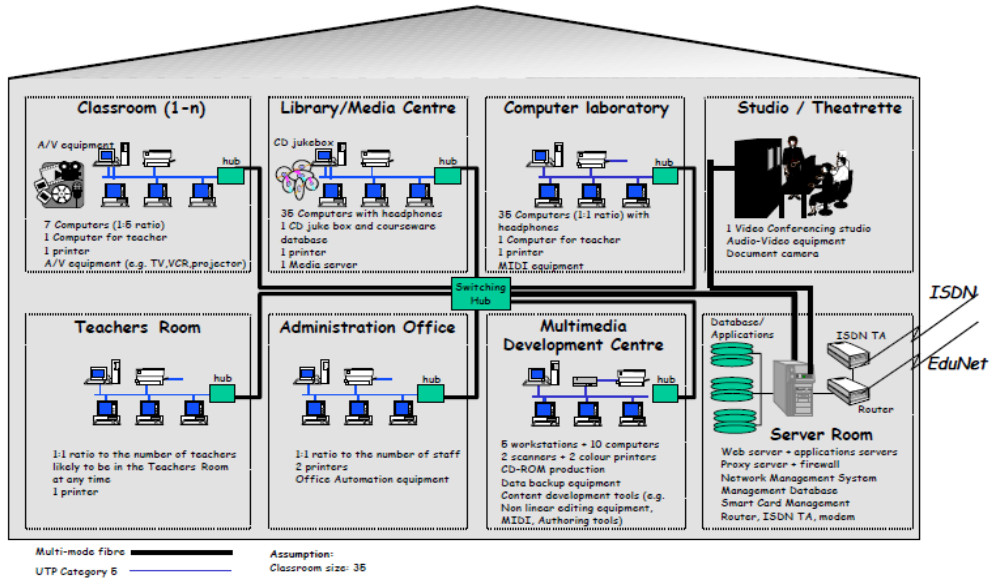 Classroom (1-n)
A/V equipment
hub
7 Computers (1:5 ratio)
1 Computer for teacher
1 printer
A/V equipment (e.g. TV,VCR,projector)
Library/Media Centre
CD jukebox
hub
35 Computers with headphones
1 CD juke box and courseware
database
1 printer
1 Media server
Computer laboratory
hub
35 Computers (1:1 ratio) with
headphones
1 Computer for teacher
1 printer
MIDI equipment
Studio / Theatrette
1 Video Conferencing studio
Audio-Video equipment
Document camera
Switching
Hub
Teachers Room
hub
1:1 ratio to the number of teachers
likely to be in the Teachers Room
at any time
1 printer
Administration Office
hub
1:1 ratio to the number of staff
2 printers
Office Automation equipment
Multimedia
Development Centre
hub
5 workstations + 10 computers
2 scanners + 2 colour printers
CD-ROM production
Data backup equipment
Content development tools (e.g.
Non linear editing equipment,
MIDI, Authoring tools)
Database/
Applications
ISDN TA
Router
Server Room
Web server + applications servers
Proxy server + firewall
Network Management System
Management Database
Smart Card Management
Router, ISDN TA, modem
ISDN
EduNet
Multi-mode fibre
UTP Category 5
Assumption:
Classroom size: 35